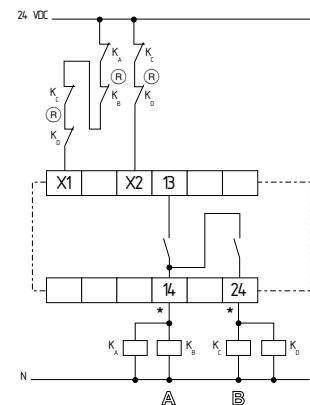 24 VDC
K A
K C
R
R
K C
K B
K D
R
K D
X1 X2 13
14 24
* *
K A
K B
K C
K D
N
A B